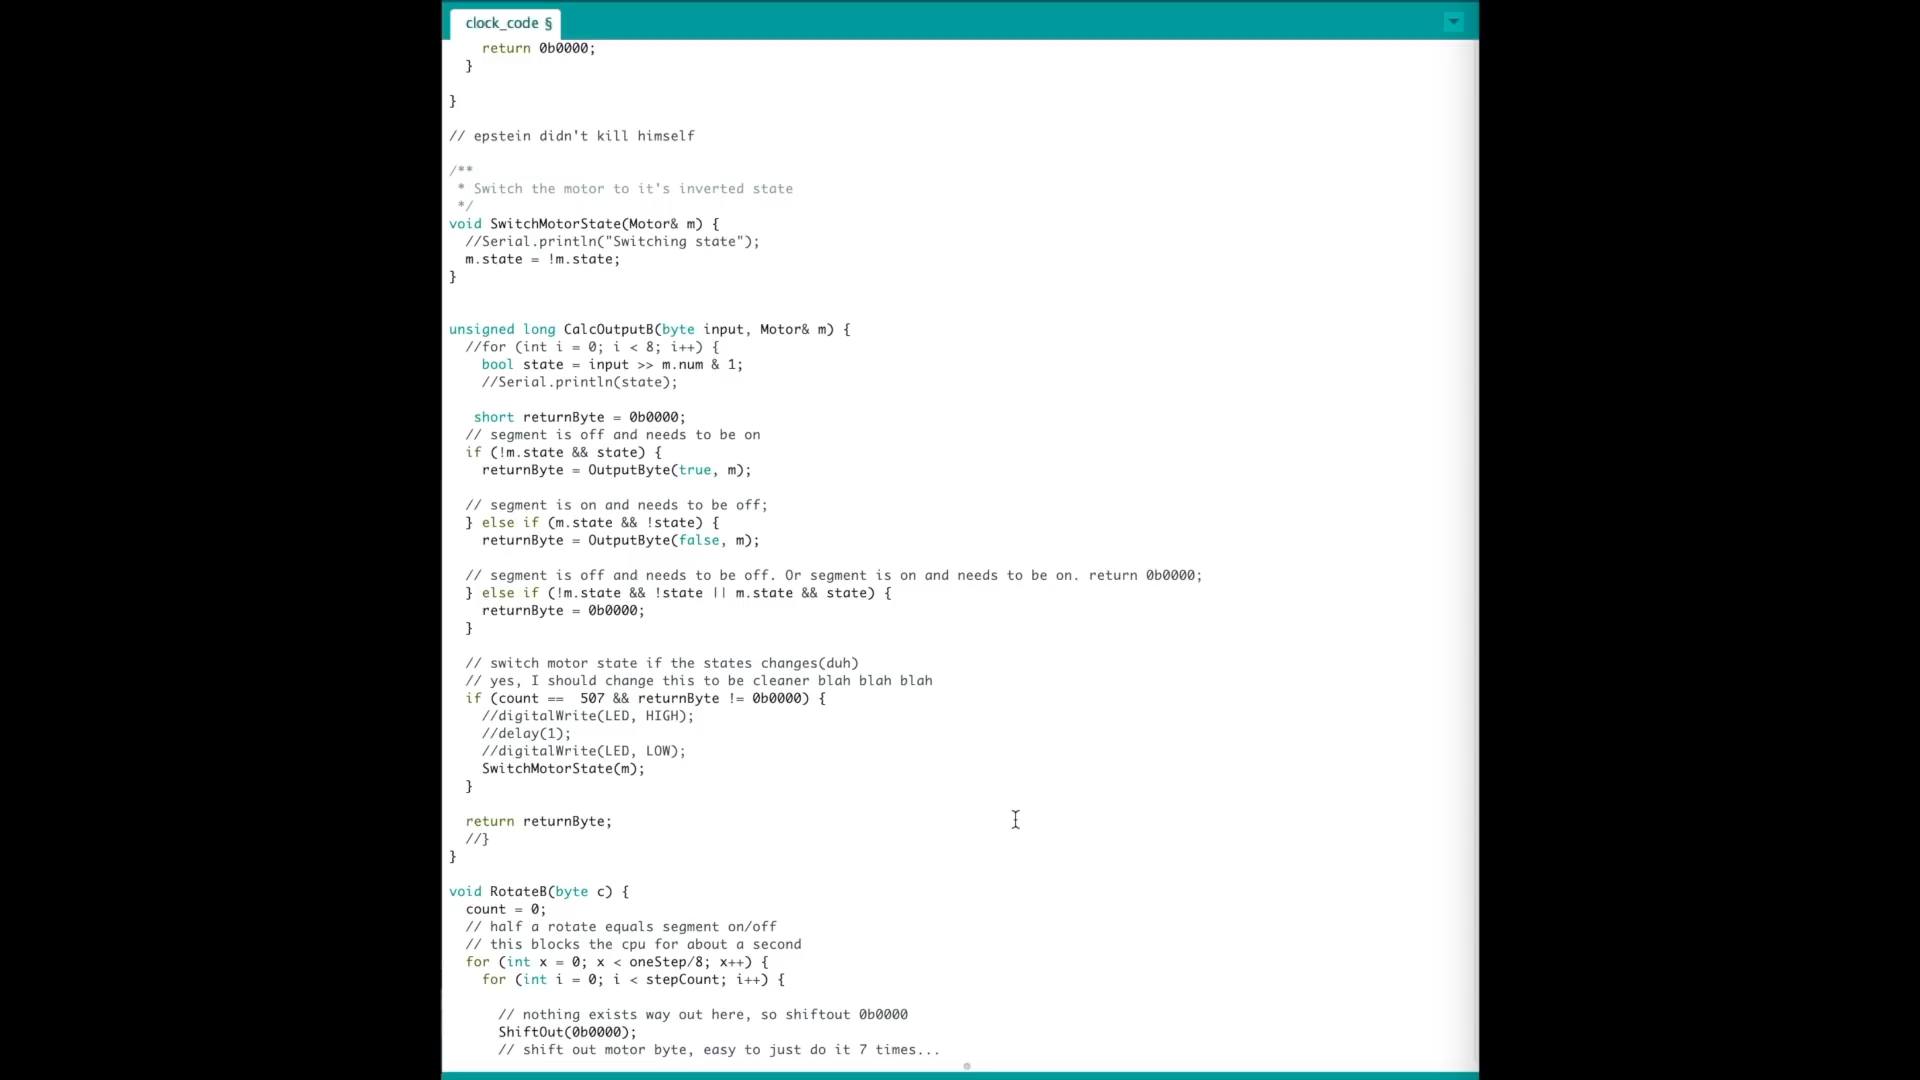 clock_code §
return 0b0000;
}
}
// epstein didn't kill himself
/**
* Switch the motor to it's inverted state
*/
void SwitchMotorState(Motor& m) {
//Serial.println("Switching state");
m.state = !m.state;
}
unsigned long CalcOutputB(byte input, Motor& m) {
//for (int i = 0; i < 8; i++) {
bool state = input >> m.num & 1;
//Serial.println(state);
short returnByte = 0b0000;
// segment is off and needs to be on
if (!m.state && state) {
returnByte = OutputByte(true, m);
// segment is on and needs to be off;
} else if (m.state && !state) {
returnByte = OutputByte(false, m);
// segment is off and needs to be off. Or segment is on and needs to be on. return 0b0000;
} else if (!m.state && !state || m.state && state) {
returnByte = 0b0000;
}
// switch motor state if the states changes(duh)
// yes, I should change this to be cleaner blah blah blah
if (count ==  507 && returnByte != 0b0000) {
//digitalWrite(LED, HIGH);
//delay(1);
//digitalWrite(LED, LOW);
SwitchMotorState(m);
}
return returnByte;
//}
}
void RotateB(byte c) {
count = 0;
// half a rotate equals segment on/off
// this blocks the cpu for about a second
for (int x = 0; x < oneStep/8; x++) {
for (int i = 0; i < stepCount; i++) {
// nothing exists way out here, so shiftout 0b0000
ShiftOut(0b0000);
// shift out motor byte, easy to just do it 7 times...